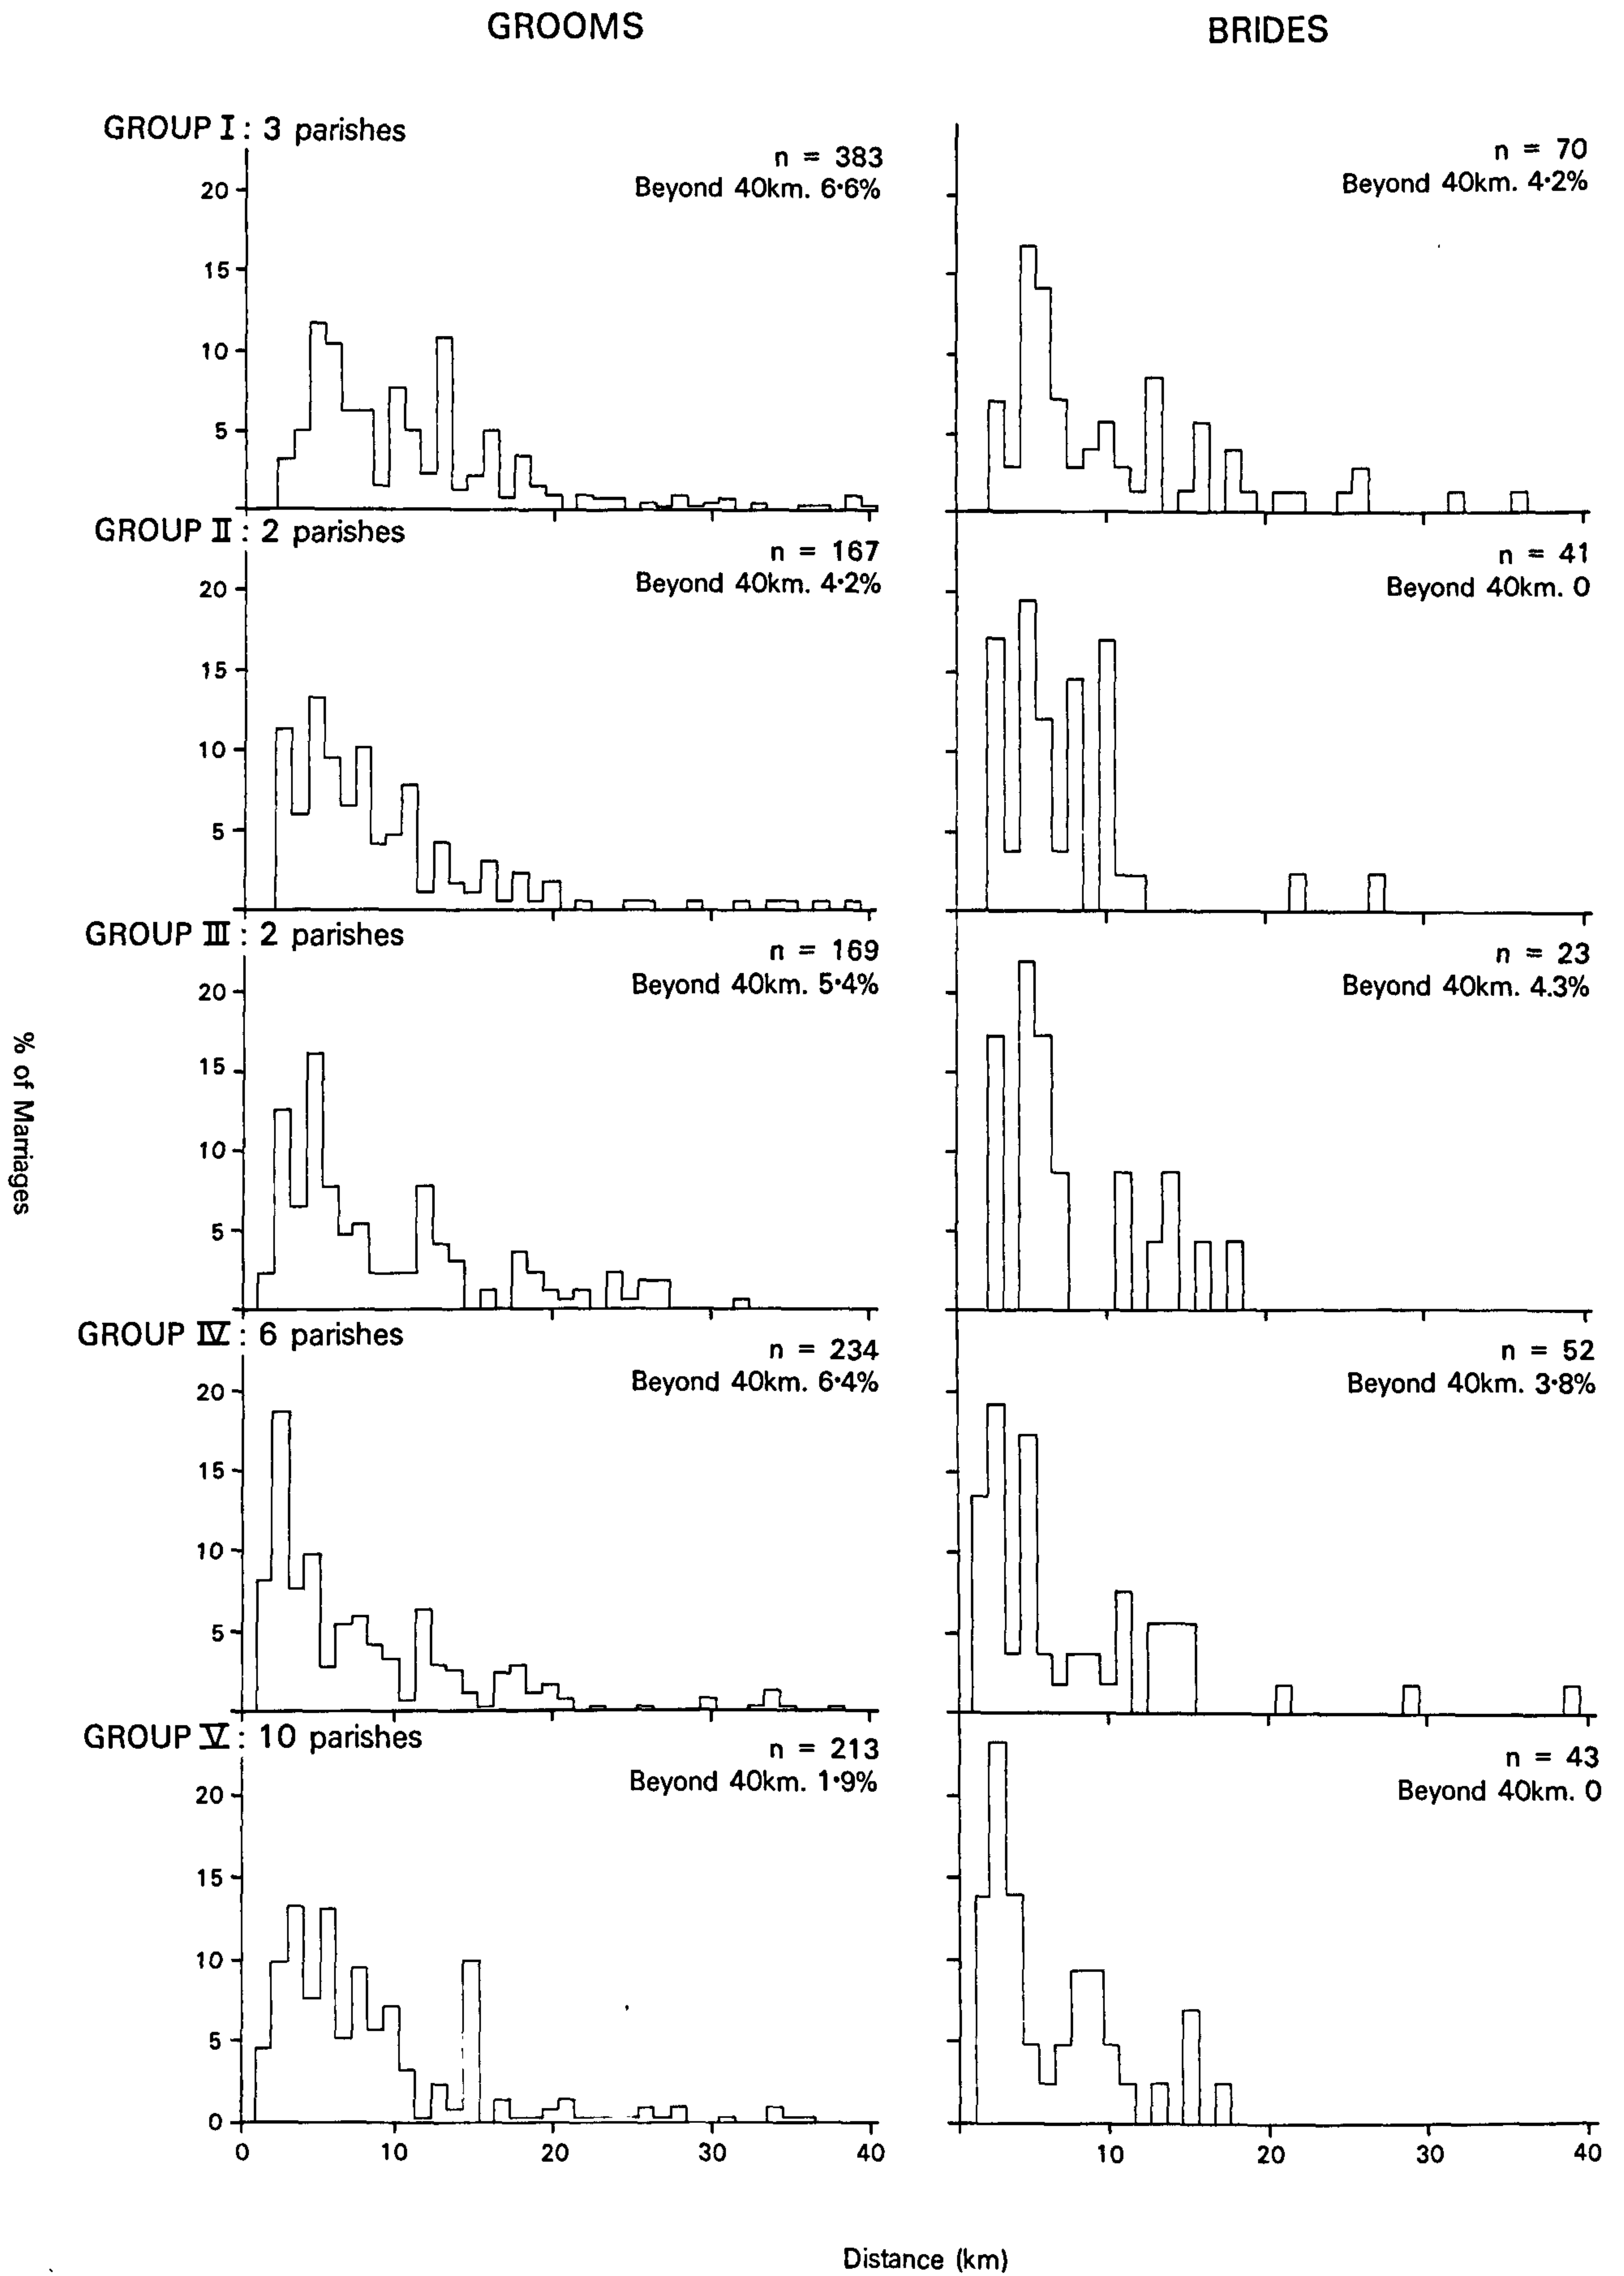 GROOMS
BRIDES
GROUP I : 3 parishes
n = 383
Beyond 40km. 6·6%
n = 70
Beyond 40km. 4·2%
20
15
10
5
GROUP II : 2 parishes
n = 167
Beyond 40km. 4·2%
n = 41
Beyond 40km. 0
20
15
10
5
GROUP III : 2 parishes
n = 169
Beyond 40km. 5·4%
n = 23
Beyond 40km. 4.3%
20
15
10
5
% of Marriages
GROUP IV : 6 parishes
n = 234
Beyond 40km. 6·4%
n = 52
Beyond 40km. 3·8%
20
15
10
5
GROUP V : 10 parishes
n = 213
Beyond 40km. 1·9%
n = 43
Beyond 40km. 0
20
15
10
5
0
0 10 20 30 40
10 20 30 40
Distance (km)